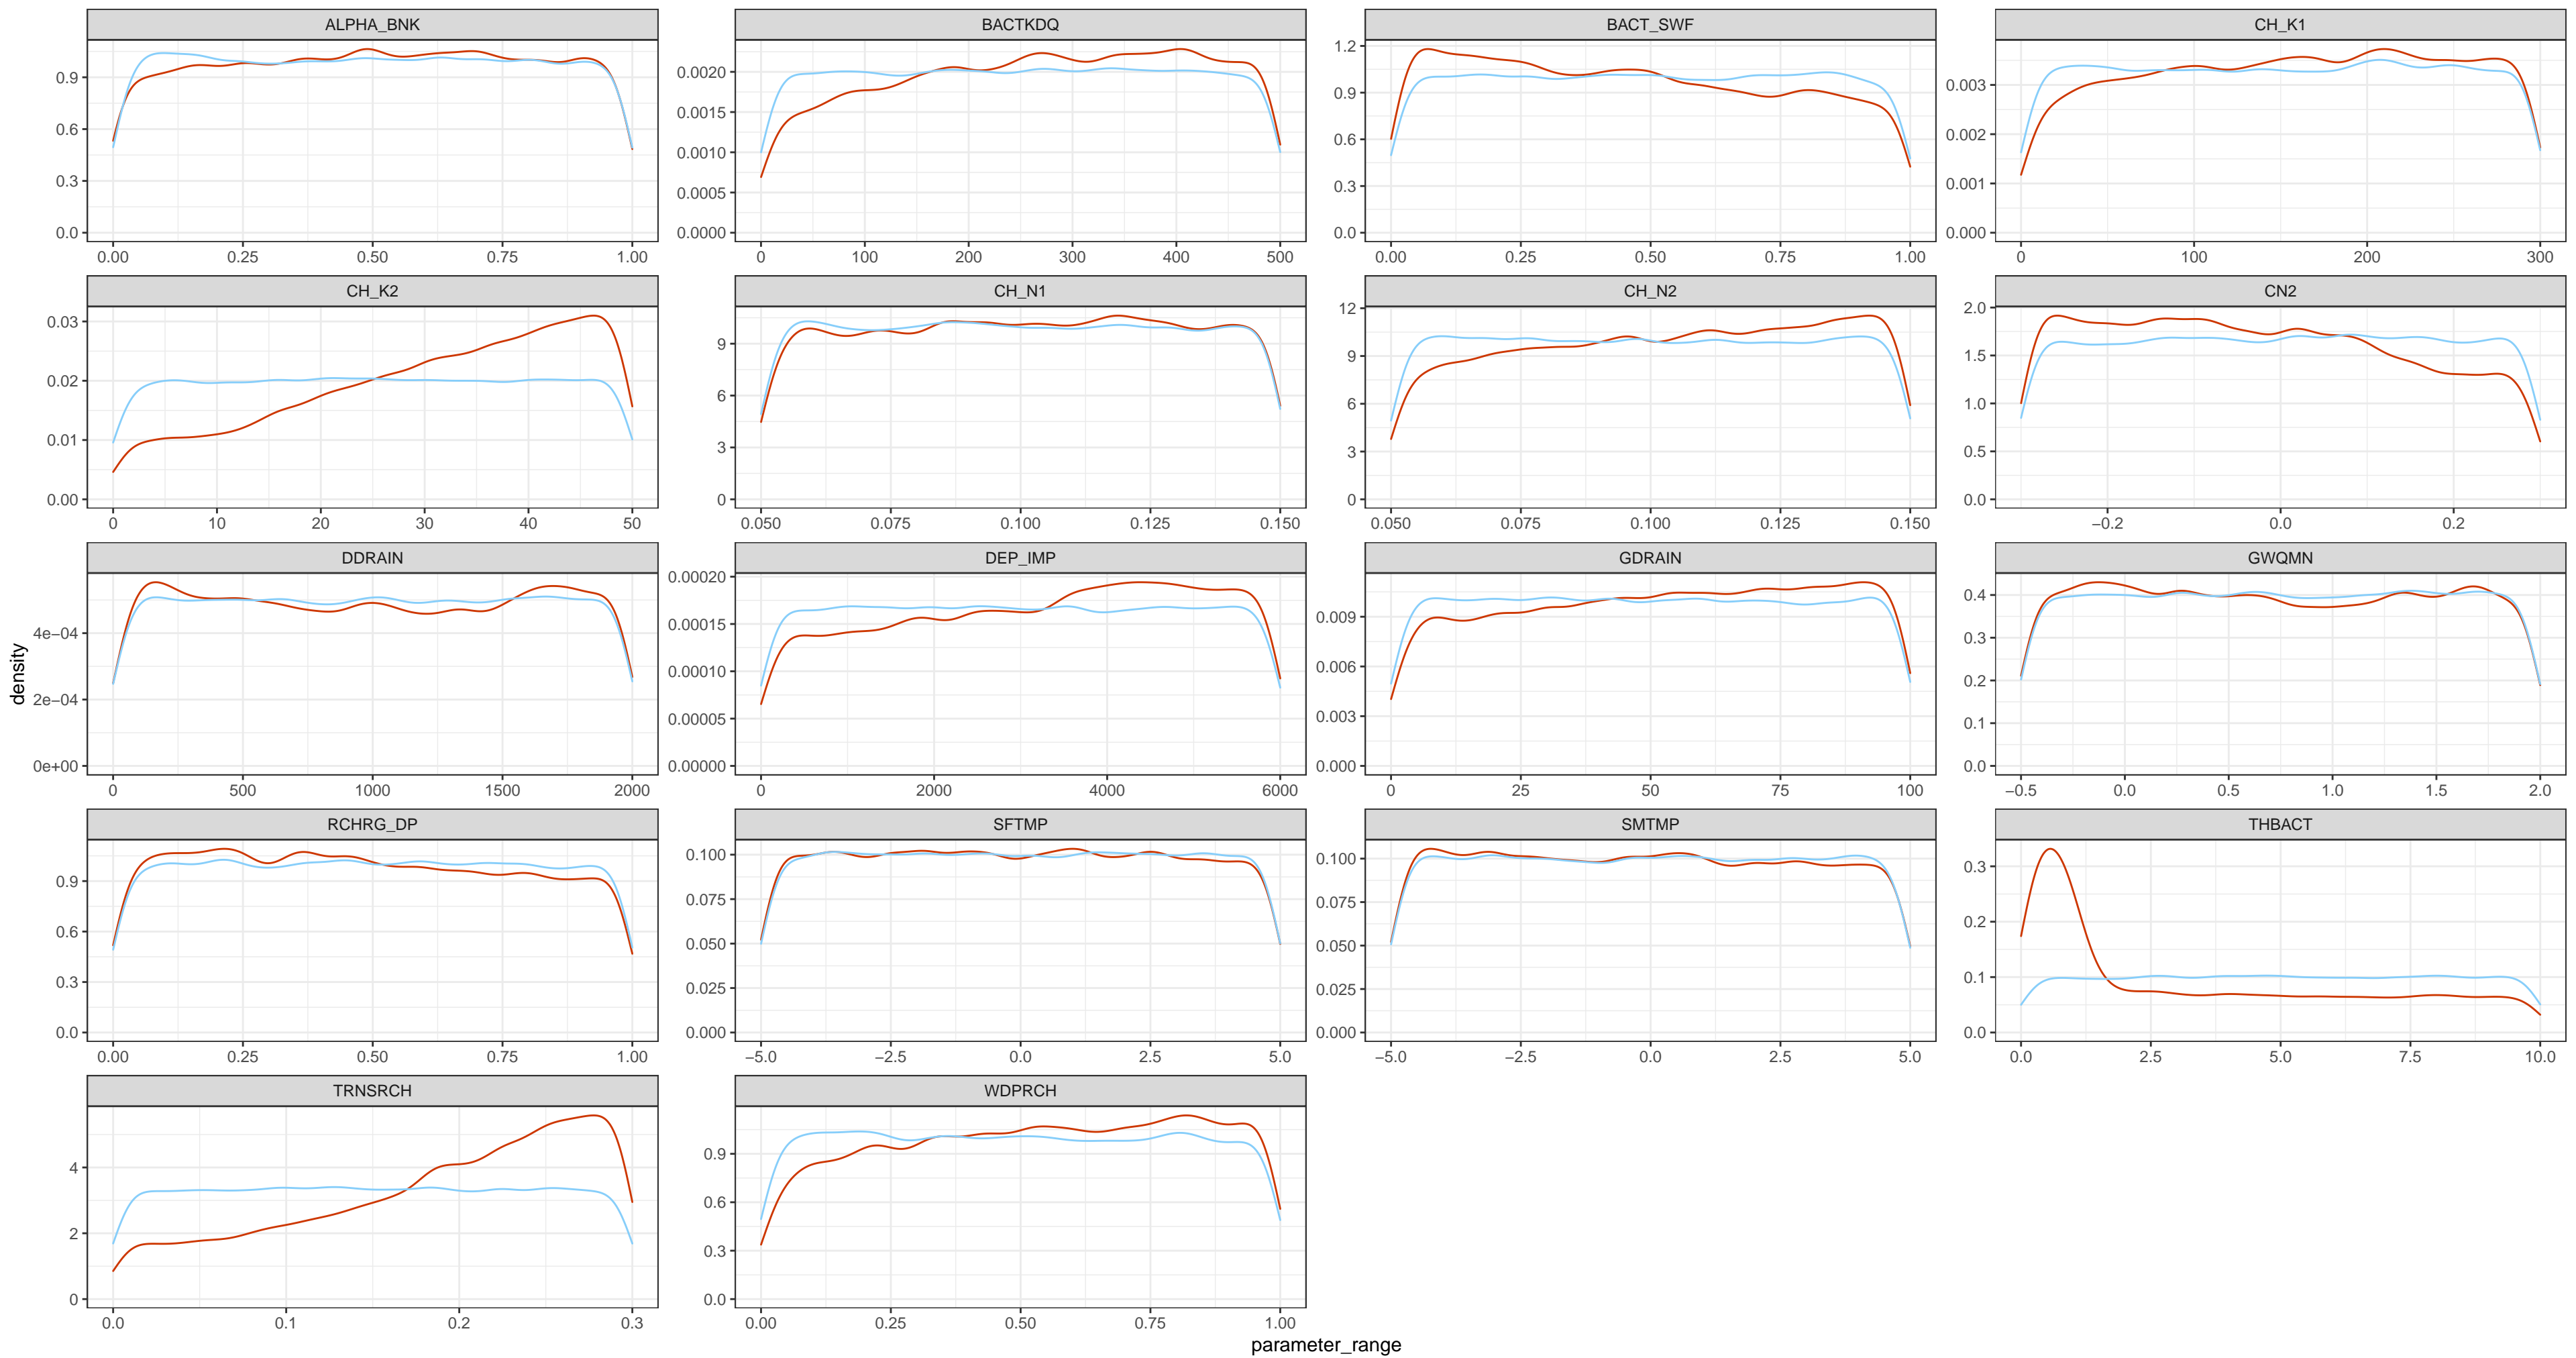 ALPHA_BNK
BACTKDQ
BACT_SWF
CH_K1
0.9
0.6
0.3
0.0
0.0020
0.0015
0.0010
0.0005
0.0000
1.2
0.9
0.6
0.3
0.0
0.003
0.002
0.001
0.000
0.00 0.25 0.50 0.75 1.00
0 100 200 300 400 500
0.00 0.25 0.50 0.75 1.00
0 100 200 300
CH_K2
CH_N1
CH_N2
CN2
0.03
0.02
0.01
0.00
9
6
3
0
12
9
6
3
0
2.0
1.5
1.0
0.5
0.0
0 10 20 30 40 50
0.050 0.075 0.100 0.125 0.150
0.050 0.075 0.100 0.125 0.150
−0.2 0.0 0.2
DDRAIN
DEP_IMP
GDRAIN
GWQMN
4e−04
2e−04
0e+00
0.00020
0.00015
0.00010
0.00005
0.00000
0.009
0.006
0.003
0.000
0.4
0.3
0.2
0.1
0.0
0 500 1000 1500 2000
0 2000 4000 6000
0 25 50 75 100
−0.5 0.0 0.5 1.0 1.5 2.0
density
RCHRG_DP
SFTMP
SMTMP
THBACT
0.9
0.6
0.3
0.0
0.100
0.075
0.050
0.025
0.000
0.100
0.075
0.050
0.025
0.000
0.3
0.2
0.1
0.0
0.00 0.25 0.50 0.75 1.00
−5.0 −2.5 0.0 2.5 5.0
−5.0 −2.5 0.0 2.5 5.0
0.0 2.5 5.0 7.5 10.0
TRNSRCH
WDPRCH
4
2
0
0.9
0.6
0.3
0.0
0.0 0.1 0.2 0.3
0.00 0.25 0.50 0.75 1.00
parameter_range